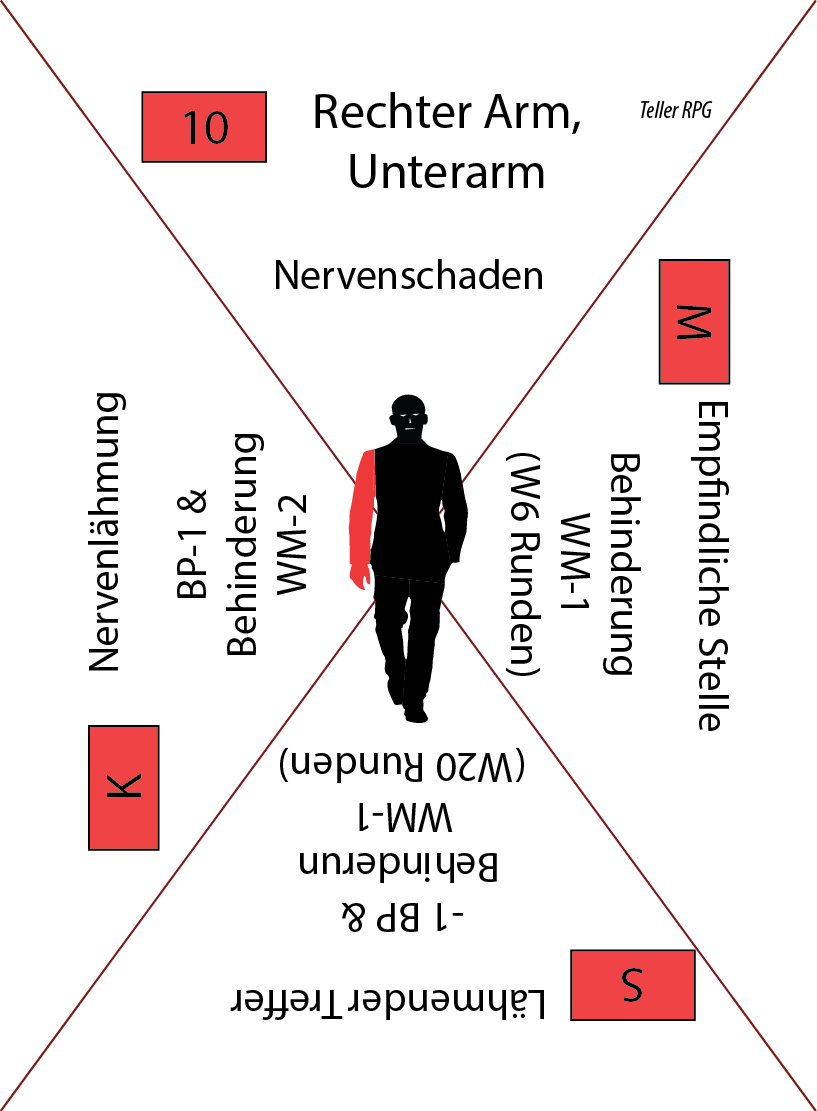 10
Rechter Arm,
Unterarm
Teller RPG
Nervenschaden
M
Empfindliche Stelle
Behinderung
WM-1
(W6 Runden)
S
Lähmender Treffer
-1 BP &
Behinderun
WM-1
(W20 Runden)
K
Nervenlähmung
BP-1 &
Behinderung
WM-2